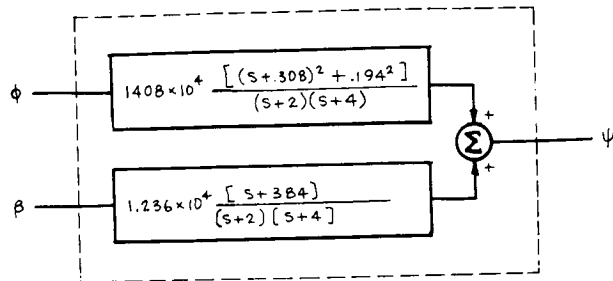 ϕ
1408×10⁴ [(S+.308)² + .194²] / (S+2)(S+4)
+
Σ
ψ
+
β
1.236×10⁴ [S+384] / (S+2)[S+4]